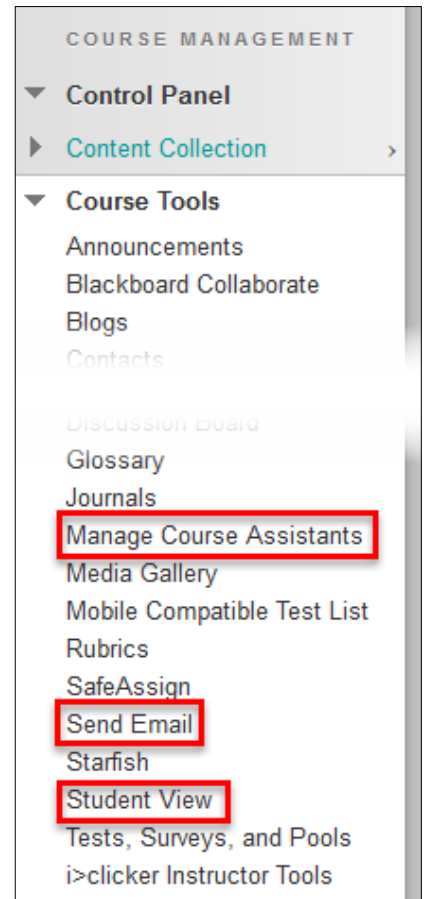 COURSE MANAGEMENT
Control Panel
Content Collection
Course Tools
Announcements
Blackboard Collaborate
Blogs
Contacts
Discussion Board
Glossary
Journals
Manage Course Assistants
Media Gallery
Mobile Compatible Test List
Rubrics
SafeAssign
Send Email
Starfish
Student View
Tests, Surveys, and Pools
i>clicker Instructor Tools